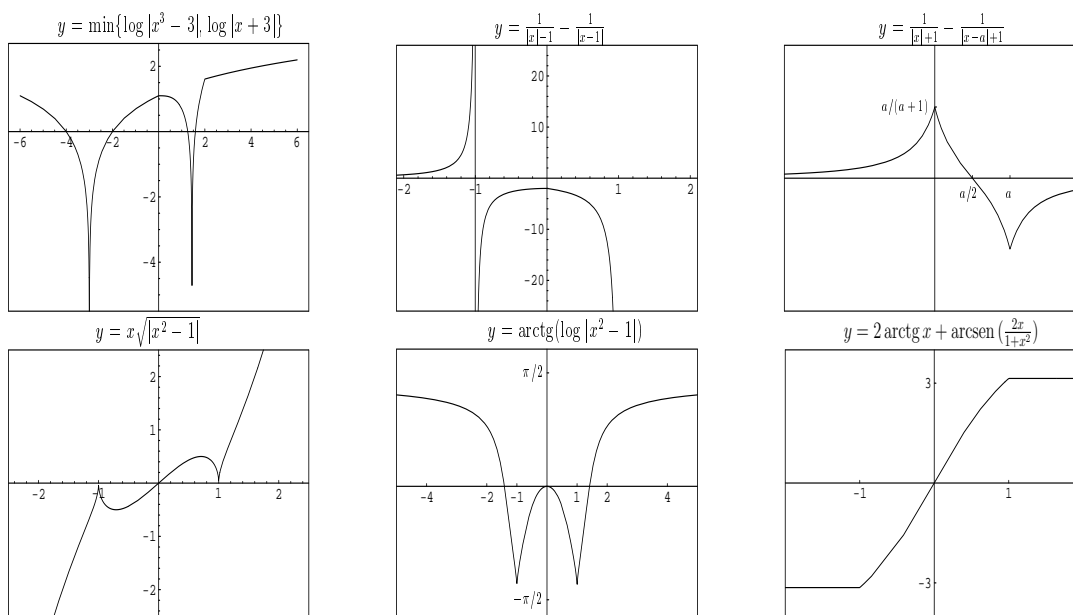 y = min{log |x³ − 3|, log |x + 3|}
y = 1/(|x|−1) − 1/(|x−1|)
y = 1/(|x|+1) − 1/(|x−a|+1)
2
-6 -4 -2 2 4 6
-2
-4
20
10
-2 -1 1 2
-10
-20
a/(a + 1)
a/2 a
y = x√|x² − 1|
y = arctg(log |x² − 1|)
y = 2 arctg x + arcsen (2x/(1+x²))
2
1
-2 -1 1 2
-1
-2
π/2
-4 -1 1 4
−π/2
3
-1 1
-3